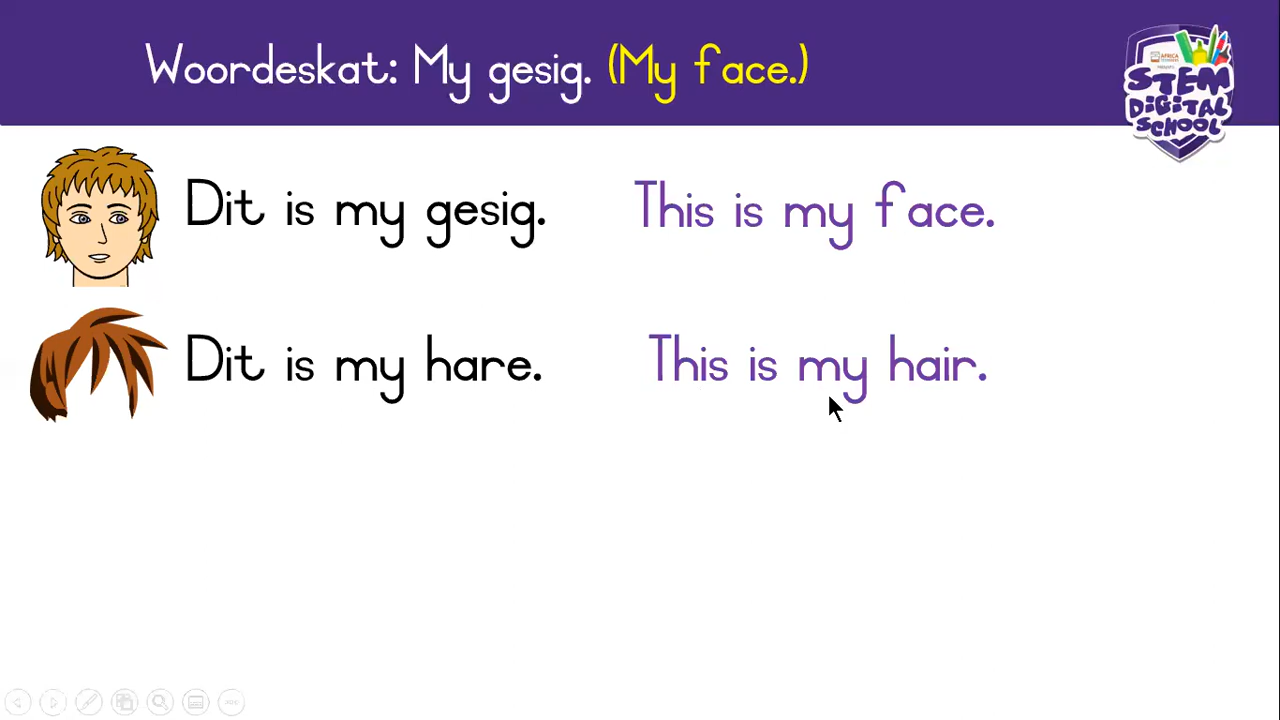 Woordeskat: My gesig. (My face.)
STEM
DIGITAL
SCHOOL
Dit is my gesig. This is my face.
Dit is my hare. This is my hair.